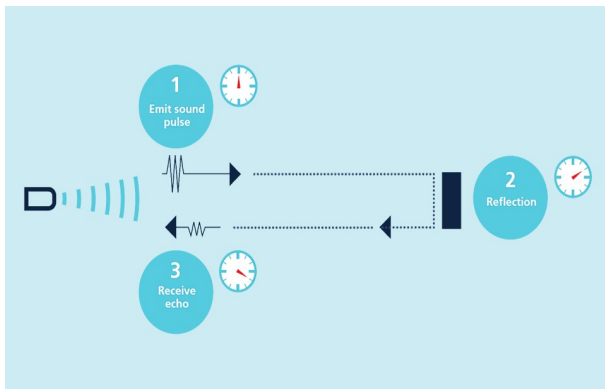 1
Emit sound
pulse
2
Reflection
3
Receive
echo